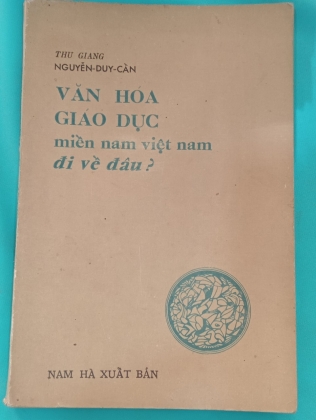 THU GIANG
NGUYỄN-DUY-CẦN
VĂN HÓA
GIÁO DỤC
miền nam việt nam
đi về đâu ?
NAM HÀ XUẤT BẢN